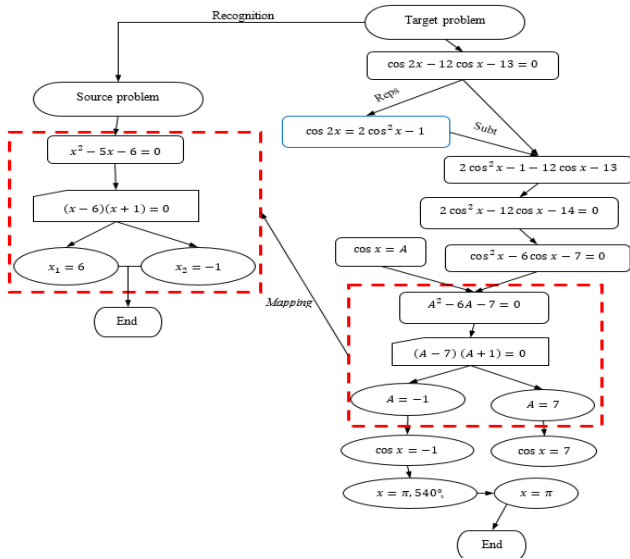 Recognition
Target problem
cos 2x − 12 cos x − 13 = 0
Source problem
Reps
cos 2x = 2 cos² x − 1
Subt
x² − 5x − 6 = 0
2 cos² x − 1 − 12 cos x − 13
(x − 6)(x + 1) = 0
2 cos² x − 12 cos x − 14 = 0
cos x = A
cos² x − 6 cos x − 7 = 0
x₁ = 6
x₂ = −1
Mapping
A² − 6A − 7 = 0
End
(A − 7) (A + 1) = 0
A = −1
A = 7
cos x = −1
cos x = 7
x = π, 540°,
x = π
End